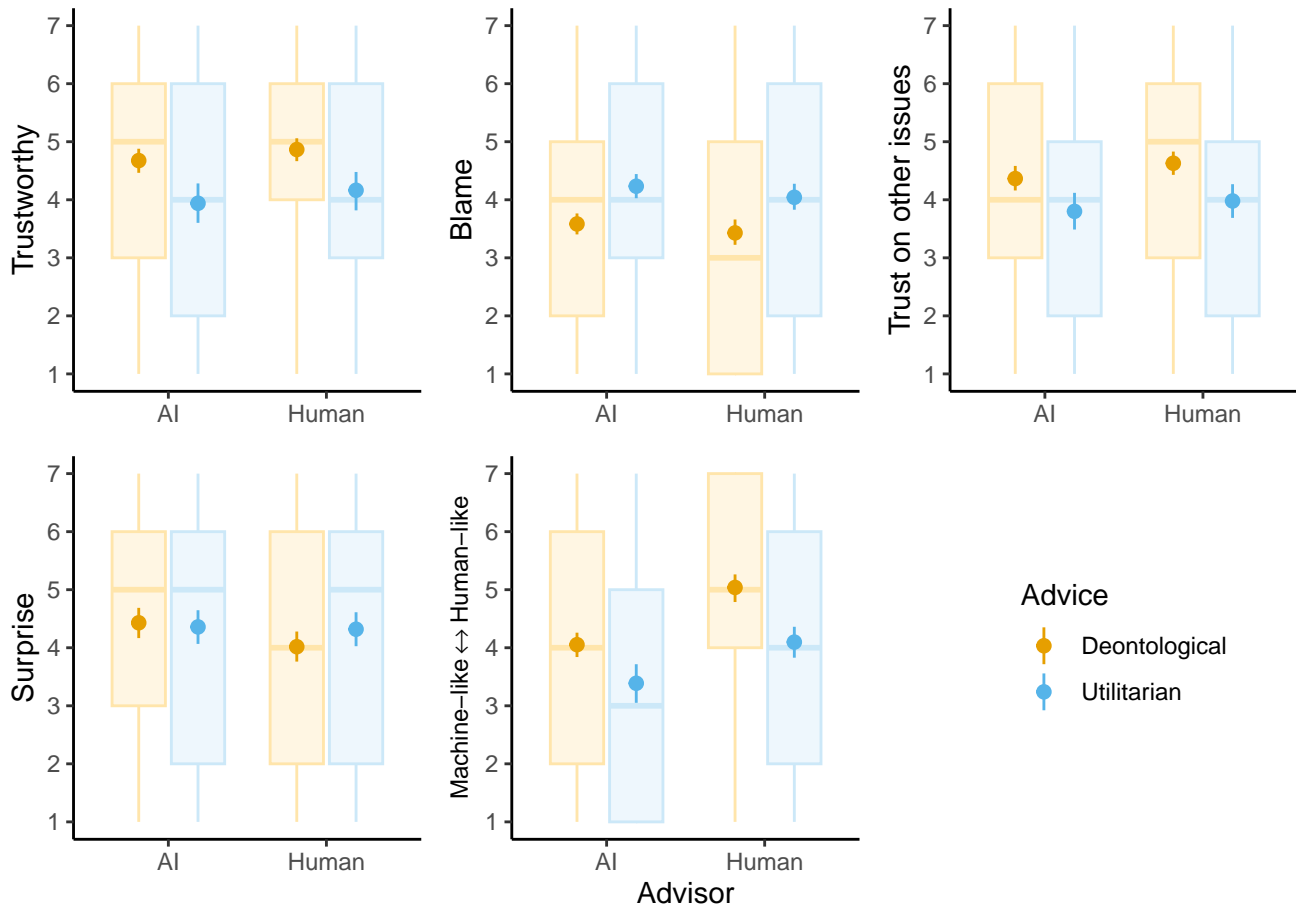 Trustworthy
7
6
5
4
3
2
1
AI Human
Blame
7
6
5
4
3
2
1
AI Human
Trust on other issues
7
6
5
4
3
2
1
AI Human
Surprise
7
6
5
4
3
2
1
AI Human
Machine−like ↔ Human−like
7
6
5
4
3
2
1
AI Human
Advisor
Advice
Deontological
Utilitarian